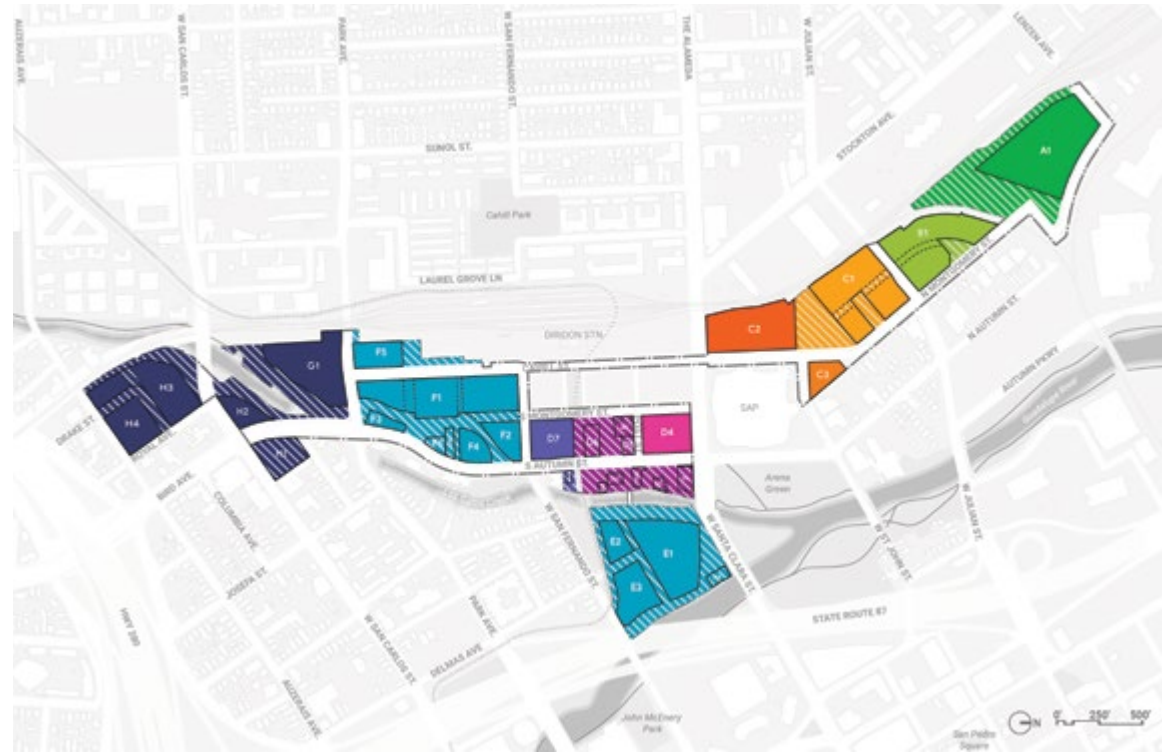 AUZERAIS AVE.
W SAN CARLOS ST.
PARK AVE.
W SAN FERNANDO ST.
THE ALAMEDA
W JULIAN ST.
LENZEN AVE.
STOCKTON AVE.
SUNOL ST.
Cahill Park
LAUREL GROVE LN
DIRIDON STN.
A1
B1
N MONTGOMERY ST.
N AUTUMN ST.
AUTUMN PKWY
C1
C2
C3
SAP
G1
F5
F1
S MONTGOMERY ST.
F3
F4
F2
D7
D4
S AUTUMN ST.
H3
H4
H2
H1
DRAKE ST.
ROYAL AVE.
BIRD AVE.
COLUMBIA AVE.
JOSEFA ST.
HWY 280
AUZERAIS AVE.
W SAN CARLOS ST.
PARK AVE.
DELMAS AVE
W SAN FERNANDO ST.
E2
E1
E3
W SANTA CLARA ST.
Arena
Green
W ST JOHN ST.
W JULIAN ST.
STATE ROUTE 87
John McEnery
Park
San Pedro
Square
N 0' 250' 500'